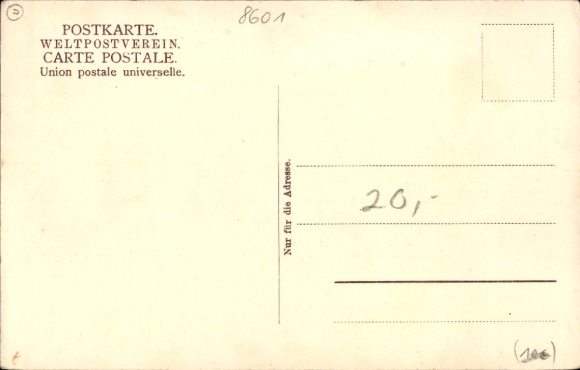 U
8601
POSTKARTE.
WELTPOSTVEREIN.
CARTE POSTALE.
Union postale universelle.
Nur für die Adresse.
20,-